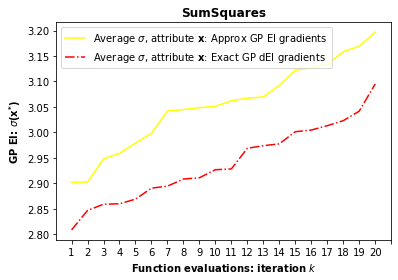 SumSquares
Average σ, attribute x: Approx GP EI gradients
Average σ, attribute x: Exact GP dEI gradients
GP EI: σ(x*)
3.20
3.15
3.10
3.05
3.00
2.95
2.90
2.85
2.80
1 2 3 4 5 6 7 8 9 10 11 12 13 14 15 16 17 18 19 20
Function evaluations: iteration k